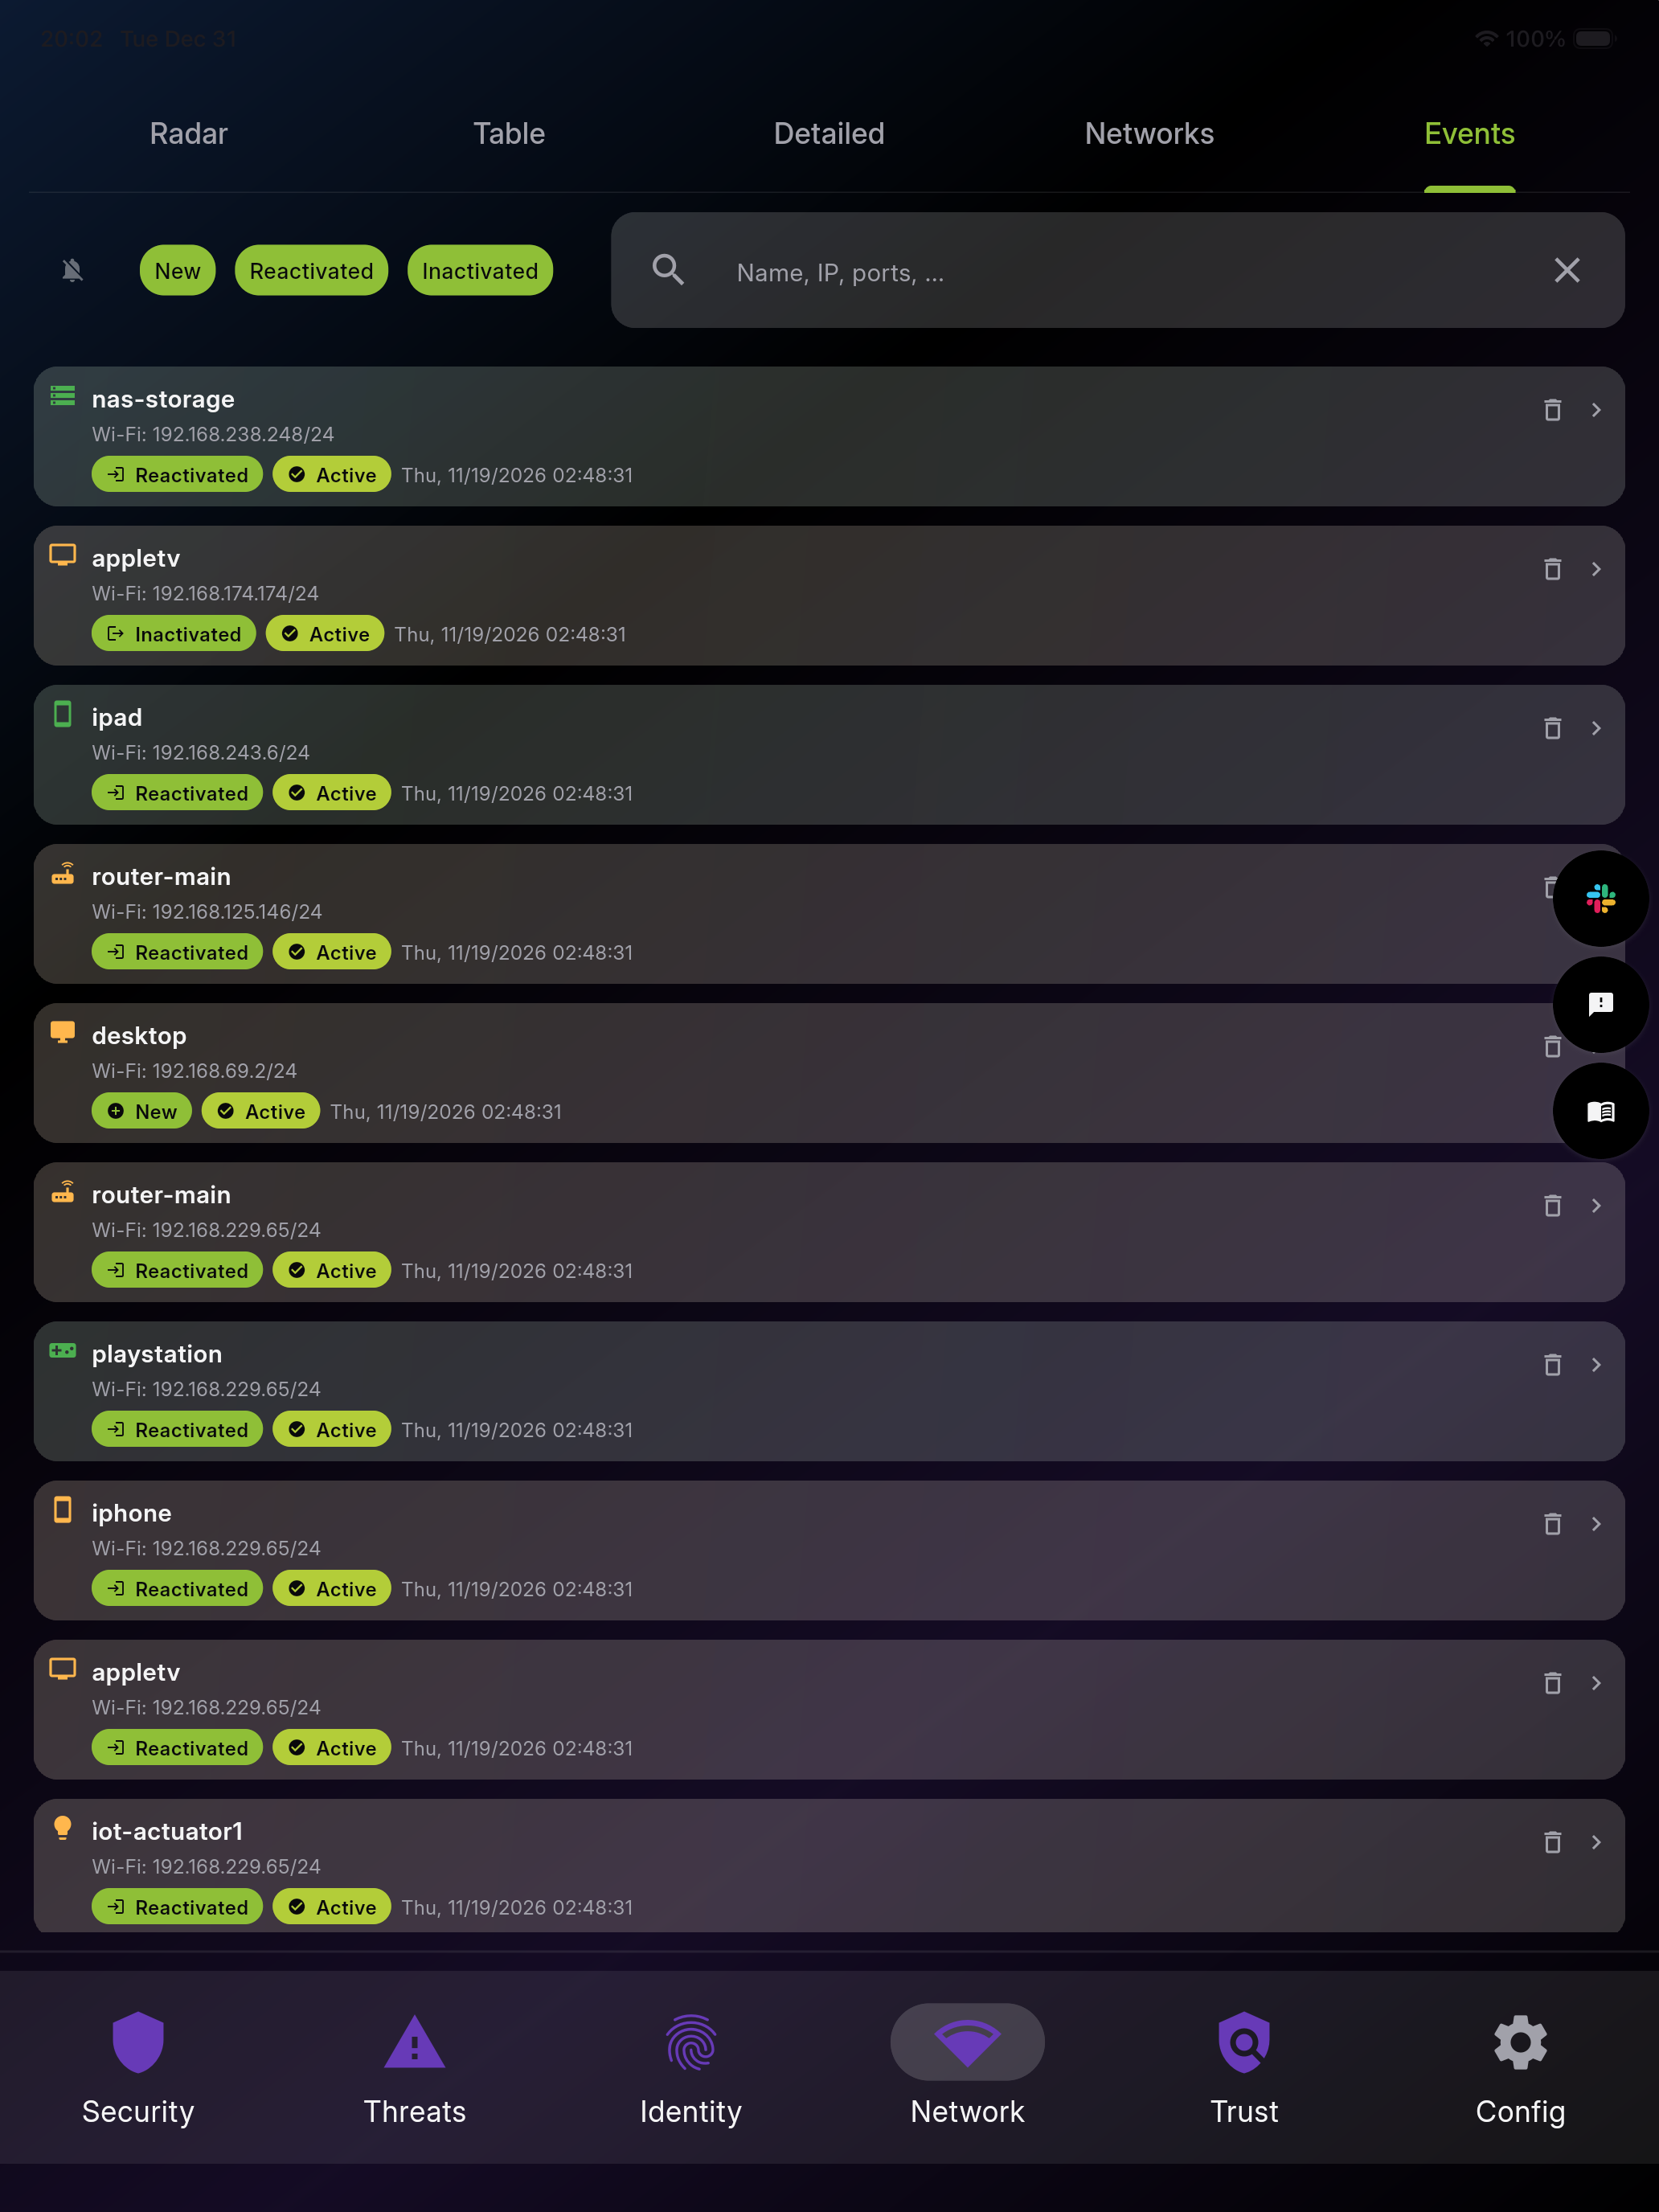 20:02 Tue Dec 31 100%
Radar Table Detailed Networks Events
New Reactivated Inactivated Name, IP, ports, ...
nas-storage
Wi-Fi: 192.168.238.248/24
Reactivated Active Thu, 11/19/2026 02:48:31
appletv
Wi-Fi: 192.168.174.174/24
Inactivated Active Thu, 11/19/2026 02:48:31
ipad
Wi-Fi: 192.168.243.6/24
Reactivated Active Thu, 11/19/2026 02:48:31
router-main
Wi-Fi: 192.168.125.146/24
Reactivated Active Thu, 11/19/2026 02:48:31
desktop
Wi-Fi: 192.168.69.2/24
New Active Thu, 11/19/2026 02:48:31
router-main
Wi-Fi: 192.168.229.65/24
Reactivated Active Thu, 11/19/2026 02:48:31
playstation
Wi-Fi: 192.168.229.65/24
Reactivated Active Thu, 11/19/2026 02:48:31
iphone
Wi-Fi: 192.168.229.65/24
Reactivated Active Thu, 11/19/2026 02:48:31
appletv
Wi-Fi: 192.168.229.65/24
Reactivated Active Thu, 11/19/2026 02:48:31
iot-actuator1
Wi-Fi: 192.168.229.65/24
Reactivated Active Thu, 11/19/2026 02:48:31
Security Threats Identity Network Trust Config